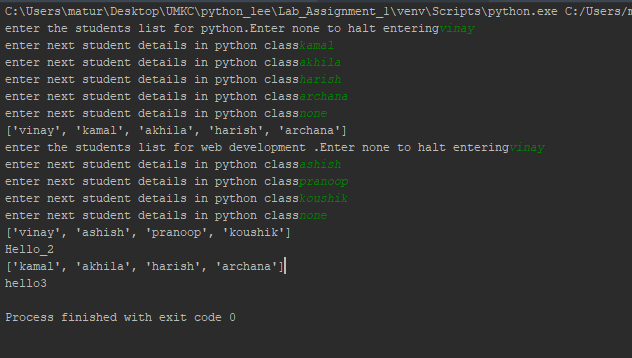 C:\Users\matur\Desktop\UMKC\python_lee\Lab_Assignment_1\venv\Scripts\python.exe C:/Users/m
enter the students list for python.Enter none to halt enteringvinay
enter next student details in python classkamal
enter next student details in python classakhila
enter next student details in python classharish
enter next student details in python classarchana
enter next student details in python classnone
['vinay', 'kamal', 'akhila', 'harish', 'archana']
enter the students list for web development .Enter none to halt enteringvinay
enter next student details in python classashish
enter next student details in python classpranoop
enter next student details in python classkoushik
enter next student details in python classnone
['vinay', 'ashish', 'pranoop', 'koushik']
Hello_2
['kamal', 'akhila', 'harish', 'archana']
hello3
Process finished with exit code 0